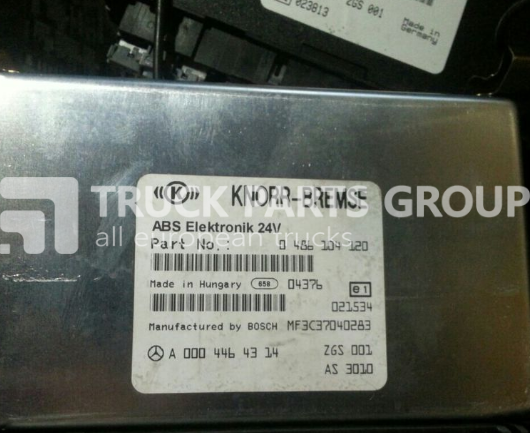 023813
ZGS 001
Made in
Germany
KNORR-BREMSE
ABS Elektronik 24V
Part No.: 0 486 104 120
Made in Hungary 658 04376 e1
021534
Manufactured by BOSCH MF3C37040283
A 000 446 43 14 ZGS 001
AS 3010
TRUCK PARTS GROUP
all european trucks